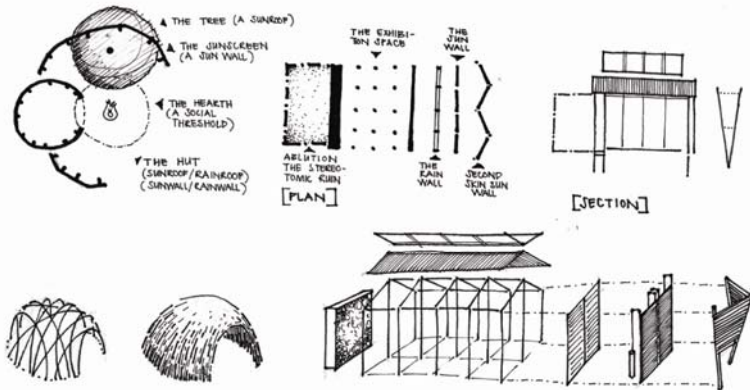 THE TREE (A SUNROOF)
THE SUNSCREEN
(A SUN WALL)
THE HEARTH
(A SOCIAL
THRESHOLD)
THE HUT
(SUNROOF/RAINROOF)
(SUNWALL/RAINWALL)
THE EXHIBI-
TION SPACE
THE SUN
WALL
ABLUTION
THE STEREO-
TOMIC RUIN
[PLAN]
THE RAIN
WALL
SECOND
SKIN SUN
WALL
[SECTION]